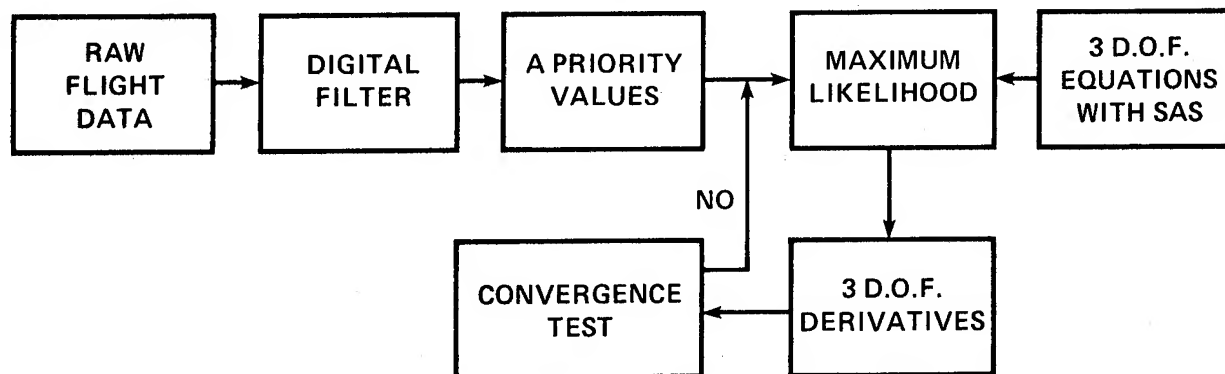 RAW
FLIGHT
DATA
DIGITAL
FILTER
A PRIORITY
VALUES
MAXIMUM
LIKELIHOOD
3 D.O.F.
EQUATIONS
WITH SAS
NO
CONVERGENCE
TEST
3 D.O.F.
DERIVATIVES